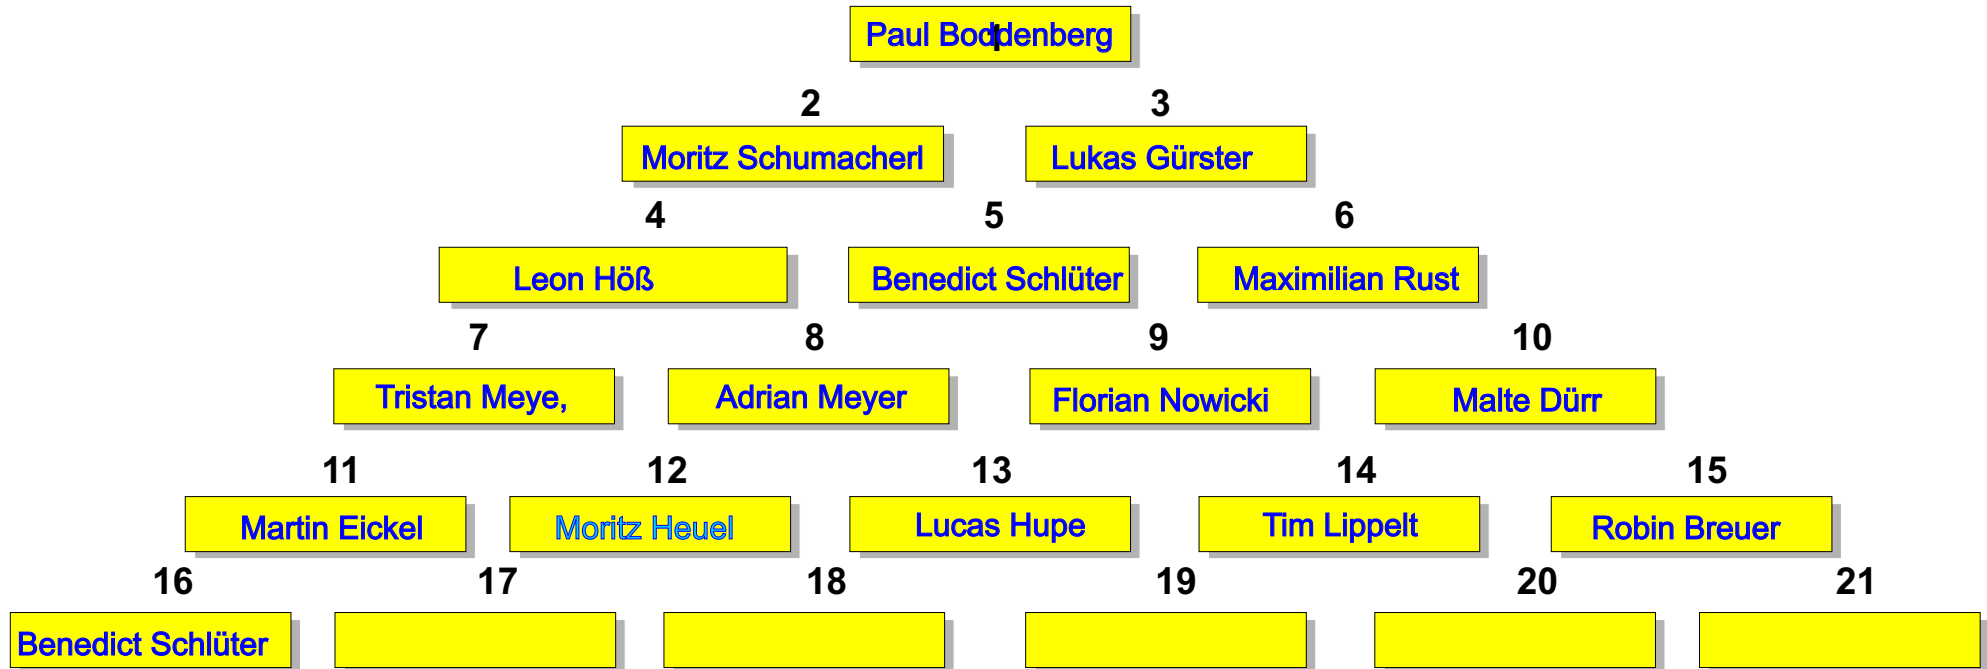 Paul Boddenberg
1
2 3
Moritz Schumacherl Lukas Gürster
4 5 6
Leon Höß Benedict Schlüter Maximilian Rust
7 8 9 10
Tristan Meye, Adrian Meyer Florian Nowicki Malte Dürr
11 12 13 14 15
Martin Eickel Moritz Heuel Lucas Hupe Tim Lippelt Robin Breuer
16 17 18 19 20 21
Benedict Schlüter